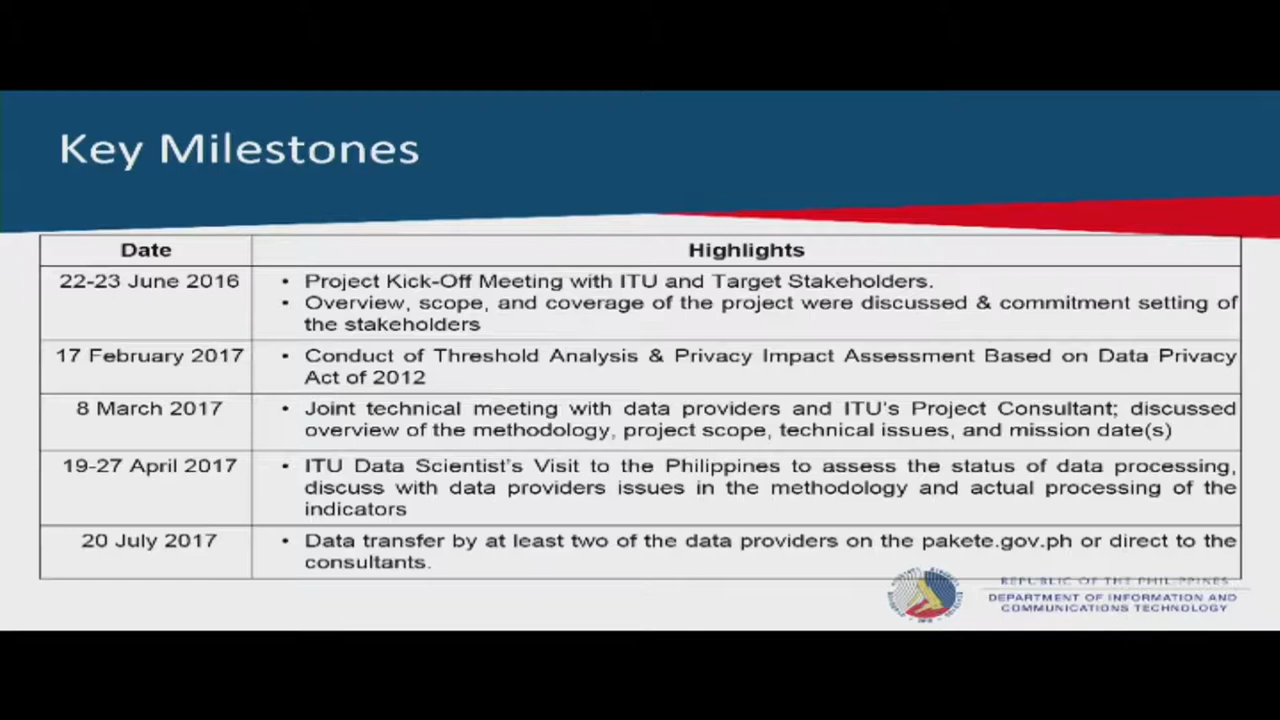 Key Milestones
Date Highlights
22-23 June 2016 • Project Kick-Off Meeting with ITU and Target Stakeholders.
• Overview, scope, and coverage of the project were discussed & commitment setting of
the stakeholders
17 February 2017 • Conduct of Threshold Analysis & Privacy Impact Assessment Based on Data Privacy
Act of 2012
8 March 2017 • Joint technical meeting with data providers and ITU's Project Consultant; discussed
overview of the methodology, project scope, technical issues, and mission date(s)
19-27 April 2017 • ITU Data Scientist's Visit to the Philippines to assess the status of data processing,
discuss with data providers issues in the methodology and actual processing of the
indicators
20 July 2017 • Data transfer by at least two of the data providers on the pakete.gov.ph or direct to the
consultants.
REPUBLIC OF THE PHILIPPINES
DEPARTMENT OF INFORMATION AND
COMMUNICATIONS TECHNOLOGY